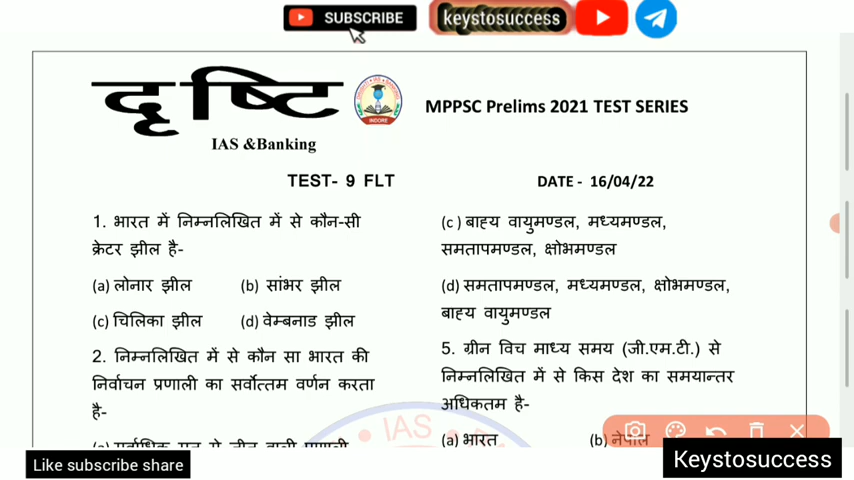 SUBSCRIBE
keystosuccess
दृष्टि
IAS &Banking
INDORE
MPPSC Prelims 2021 TEST SERIES
TEST- 9 FLT
DATE - 16/04/22
1. भारत में निम्नलिखित में से कौन-सी
क्रेटर झील है-
(a) लोनार झील (b) सांभर झील
(c) चिलिका झील (d) वेम्बनाड झील
2. निम्नलिखित में से कौन सा भारत की
निर्वाचन प्रणाली का सर्वोत्तम वर्णन करता
है-
(c ) बाह्य वायुमण्डल, मध्यमण्डल,
समतापमण्डल, क्षोभमण्डल
(d) समतापमण्डल, मध्यमण्डल, क्षोभमण्डल,
बाह्य वायुमण्डल
5. ग्रीन विच माध्य समय (जी.एम.टी.) से
निम्नलिखित में से किस देश का समयान्तर
अधिकतम है-
(a) भारत (b) नेपाल
IAS
Like subscribe share
Keystosuccess